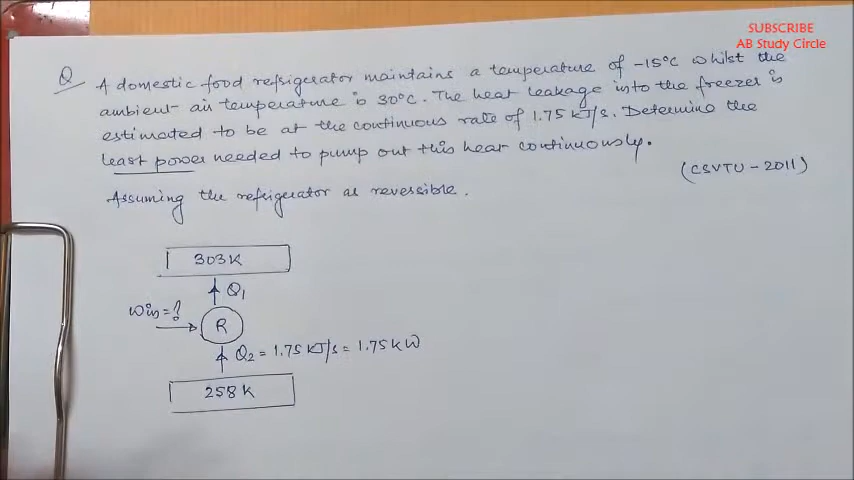 SUBSCRIBE
AB Study Circle
Q A domestic food refrigerator maintains a temperature of -15°C whilst the
ambient air temperature is 30°C. The heat leakage into the freezer is
estimated to be at the continuous rate of 1.75 KJ/s. Determine the
least power needed to pump out this heat continuously.
(CSVTU - 2011)
Assuming the refrigerator as reversible.
303K
Q1
Win = ?
R
Q2 = 1.75 KJ/s = 1.75 KW
258 K